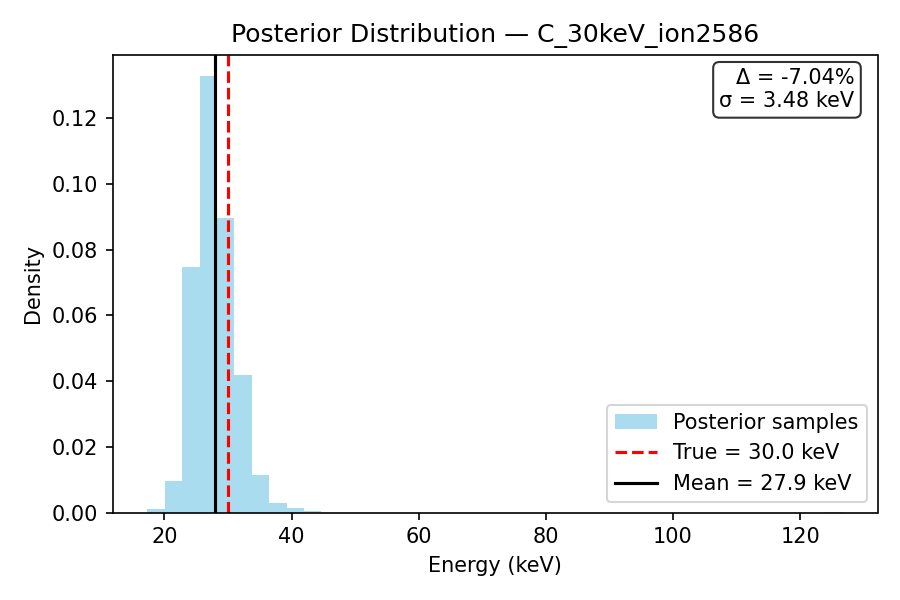 Posterior Distribution — C_30keV_ion2586
Δ = -7.04%
σ = 3.48 keV
Density
0.12
0.10
0.08
0.06
0.04
0.02
0.00
Posterior samples
True = 30.0 keV
Mean = 27.9 keV
20 40 60 80 100 120
Energy (keV)